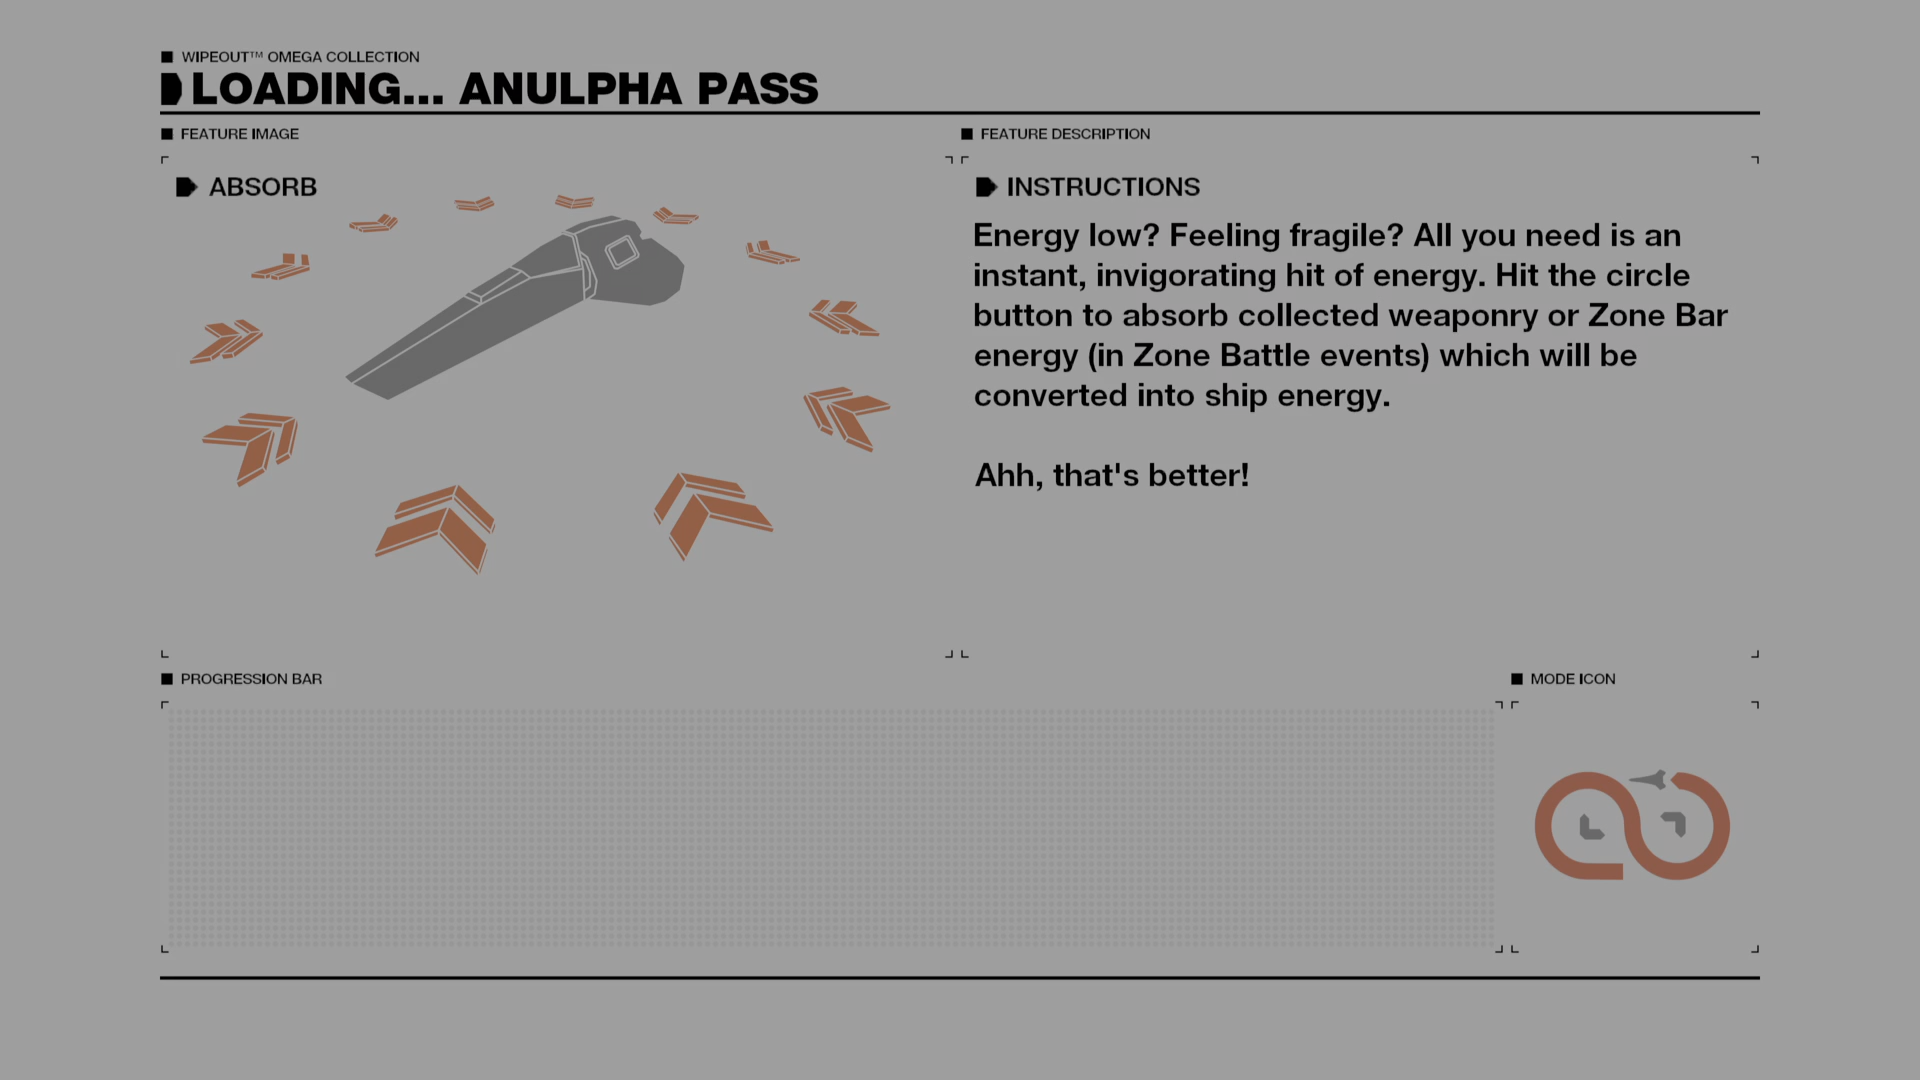 WIPEOUT™ OMEGA COLLECTION
LOADING... ANULPHA PASS
FEATURE IMAGE
ABSORB
FEATURE DESCRIPTION
INSTRUCTIONS
Energy low? Feeling fragile? All you need is an
instant, invigorating hit of energy. Hit the circle
button to absorb collected weaponry or Zone Bar
energy (in Zone Battle events) which will be
converted into ship energy.
Ahh, that's better!
PROGRESSION BAR
MODE ICON